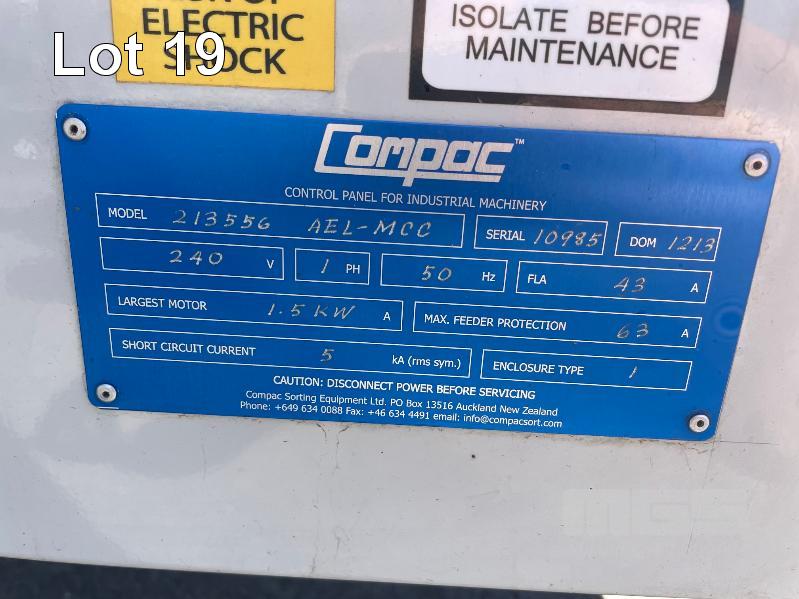 ELECTRIC
SHOCK
Lot 19
ISOLATE BEFORE
MAINTENANCE
Compac™
CONTROL PANEL FOR INDUSTRIAL MACHINERY
MODEL 213556 AEL-MCC SERIAL 10985 DOM 1213
240 V 1 PH 50 Hz FLA 43 A
LARGEST MOTOR 1.5KW A MAX. FEEDER PROTECTION 63 A
SHORT CIRCUIT CURRENT 5 kA (rms sym.) ENCLOSURE TYPE 1
CAUTION: DISCONNECT POWER BEFORE SERVICING
Compac Sorting Equipment Ltd. PO Box 13516 Auckland New Zealand
Phone: +649 634 0088 Fax: +46 634 4491 email: info@compacsort.com
MGS